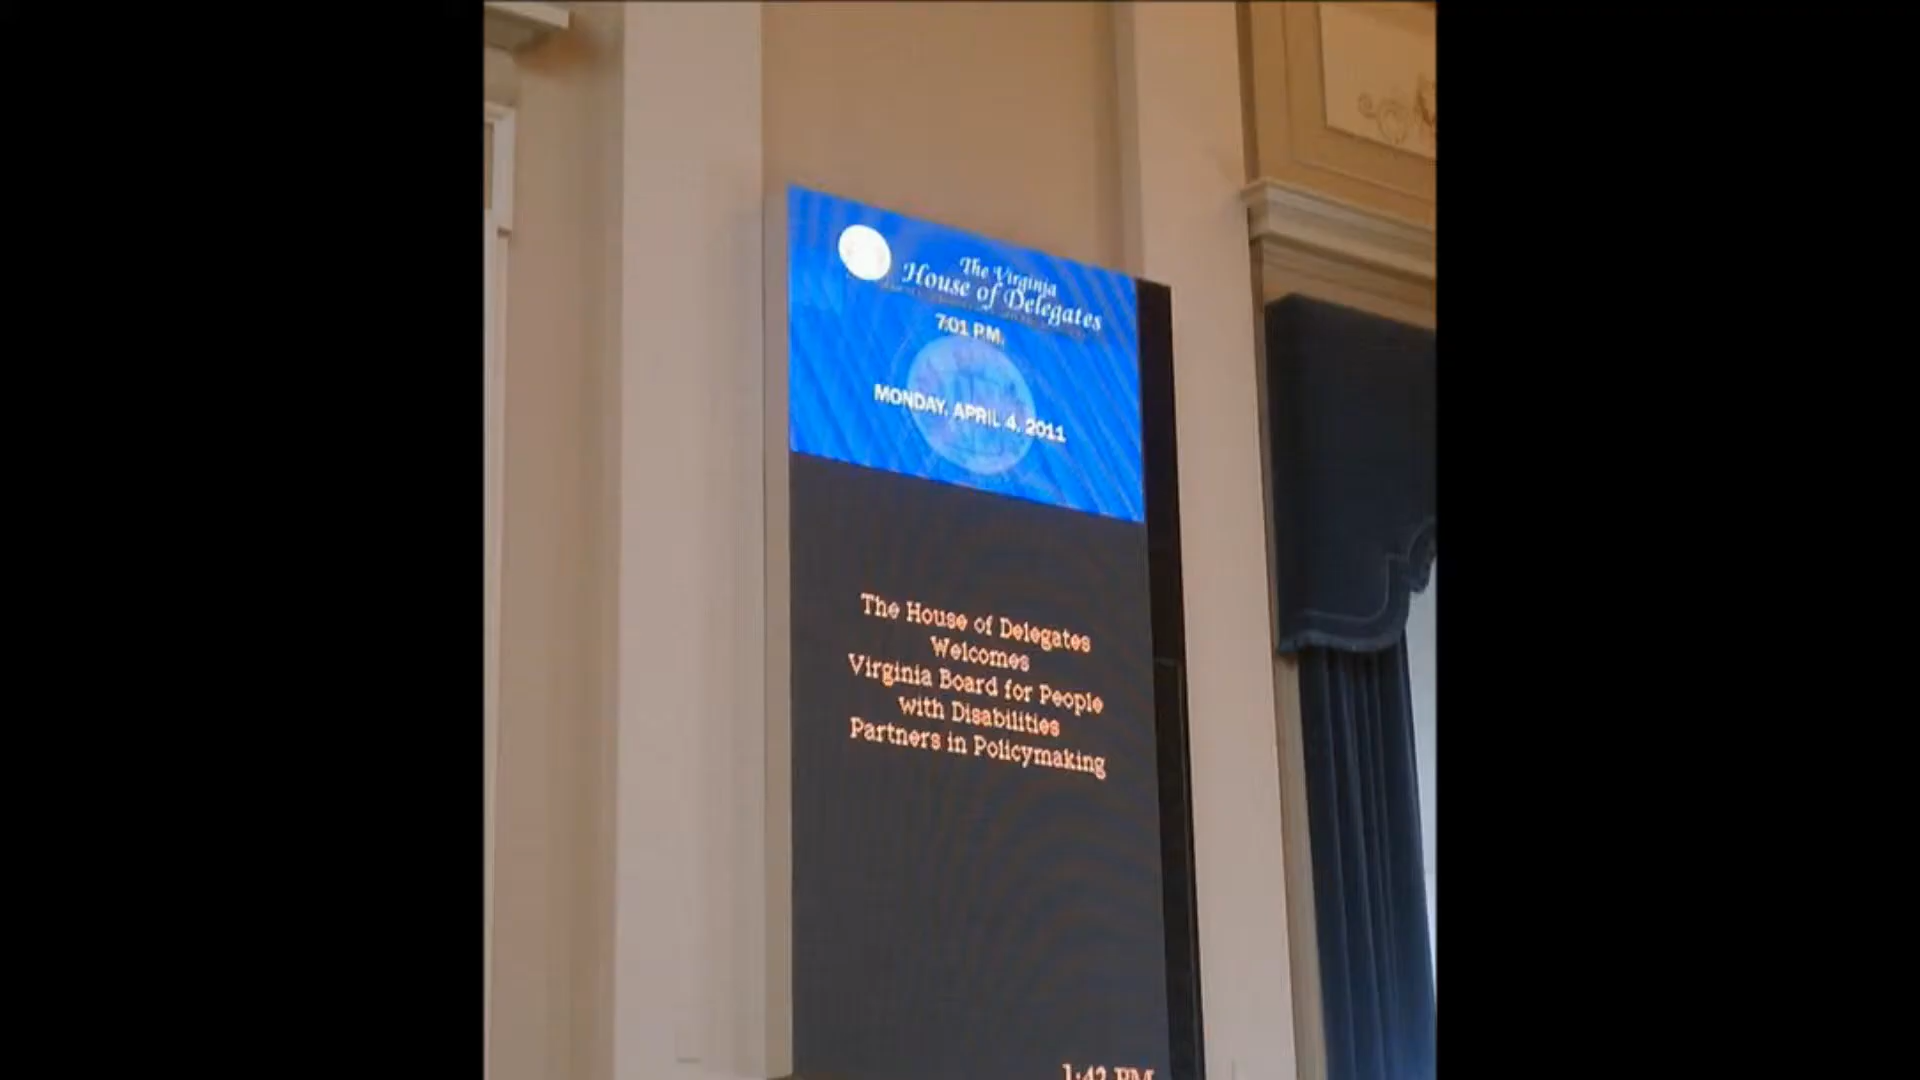 The Virginia
House of Delegates
7:01 P.M.
MONDAY, APRIL 4, 2011
The House of Delegates
Welcomes
Virginia Board for People
with Disabilities
Partners in Policymaking
1:42 PM